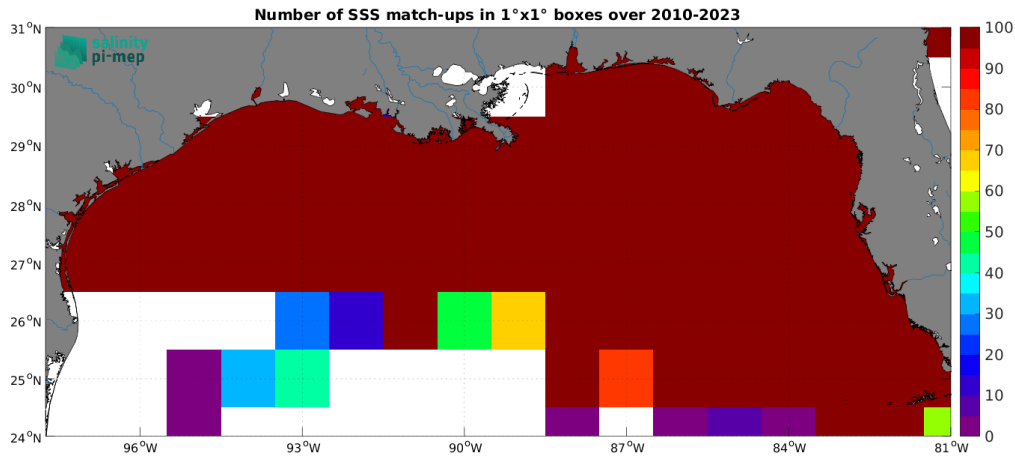 Number of SSS match-ups in 1°x1° boxes over 2010-2023
salinity
pi-mep
31°N
30°N
29°N
28°N
27°N
26°N
25°N
24°N
96°W 93°W 90°W 87°W 84°W 81°W
100
90
80
70
60
50
40
30
20
10
0